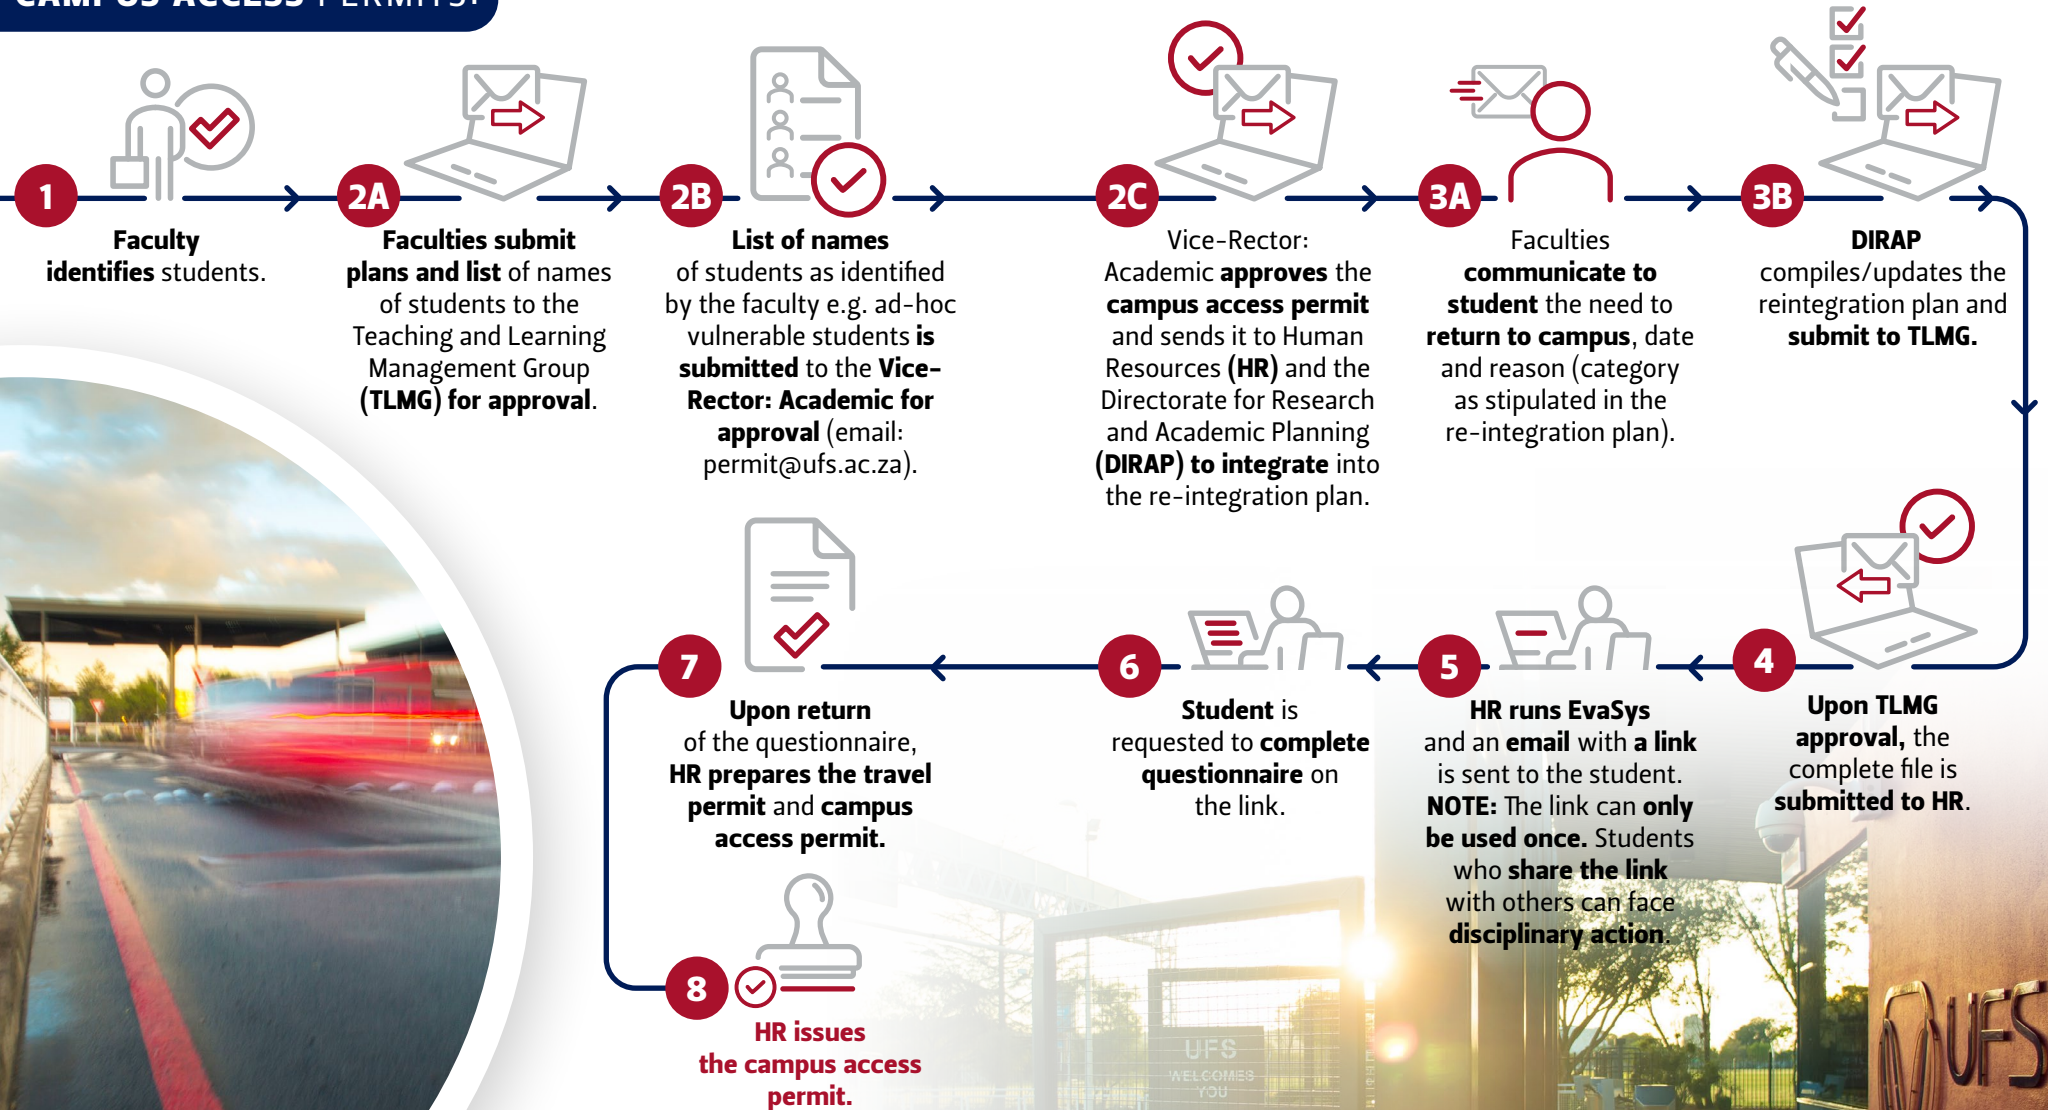 CAMPUS ACCESS PERMITS:
1
Faculty
identifies students.
2A
Faculties submit
plans and list of names
of students to the
Teaching and Learning
Management Group
(TLMG) for approval.
2B
List of names
of students as identified
by the faculty e.g. ad-hoc
vulnerable students is
submitted to the Vice-
Rector: Academic for
approval (email:
permit@ufs.ac.za).
2C
Vice-Rector:
Academic approves the
campus access permit
and sends it to Human
Resources (HR) and the
Directorate for Research
and Academic Planning
(DIRAP) to integrate into
the re-integration plan.
3A
Faculties
communicate to
student the need to
return to campus, date
and reason (category
as stipulated in the
re-integration plan).
3B
DIRAP
compiles/updates the
reintegration plan and
submit to TLMG.
4
Upon TLMG
approval, the
complete file is
submitted to HR.
5
HR runs EvaSys
and an email with a link
is sent to the student.
NOTE: The link can only
be used once. Students
who share the link
with others can face
disciplinary action.
6
Student is
requested to complete
questionnaire on
the link.
7
Upon return
of the questionnaire,
HR prepares the travel
permit and campus
access permit.
8
HR issues
the campus access
permit.
UFS
WELCOMES
YOU
UFS